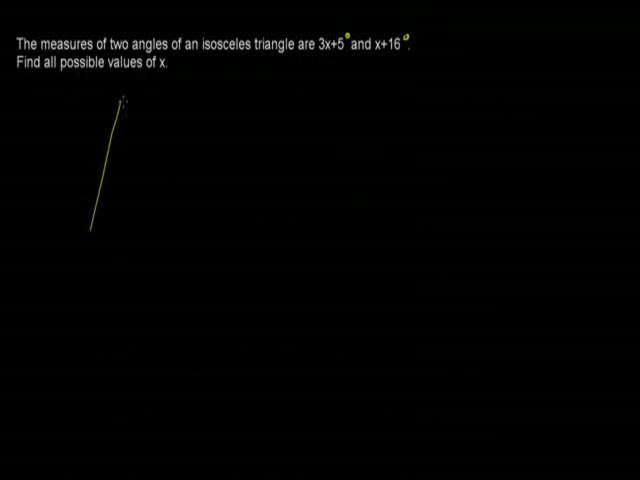 The measures of two angles of an isosceles triangle are 3x+5° and x+16°.
Find all possible values of x.